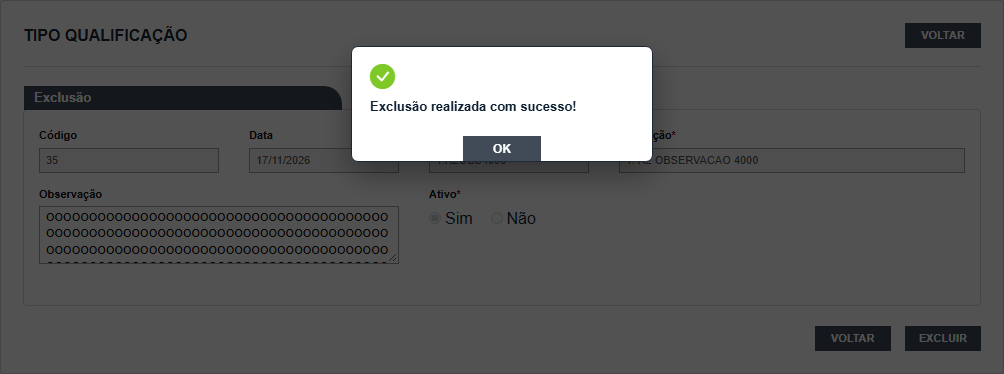 TIPO QUALIFICAÇÃO
VOLTAR
Exclusão realizada com sucesso!
OK
Exclusão
Código
Data
ção*
35
17/11/2026
OBSERVACAO 4000
Observação
Ativo*
OOOOOOOOOOOOOOOOOOOOOOOOOOOOOOOOOOOOOOOO
OOOOOOOOOOOOOOOOOOOOOOOOOOOOOOOOOOOOOOOO
OOOOOOOOOOOOOOOOOOOOOOOOOOOOOOOOOOOOOOOO
Sim
Não
VOLTAR
EXCLUIR